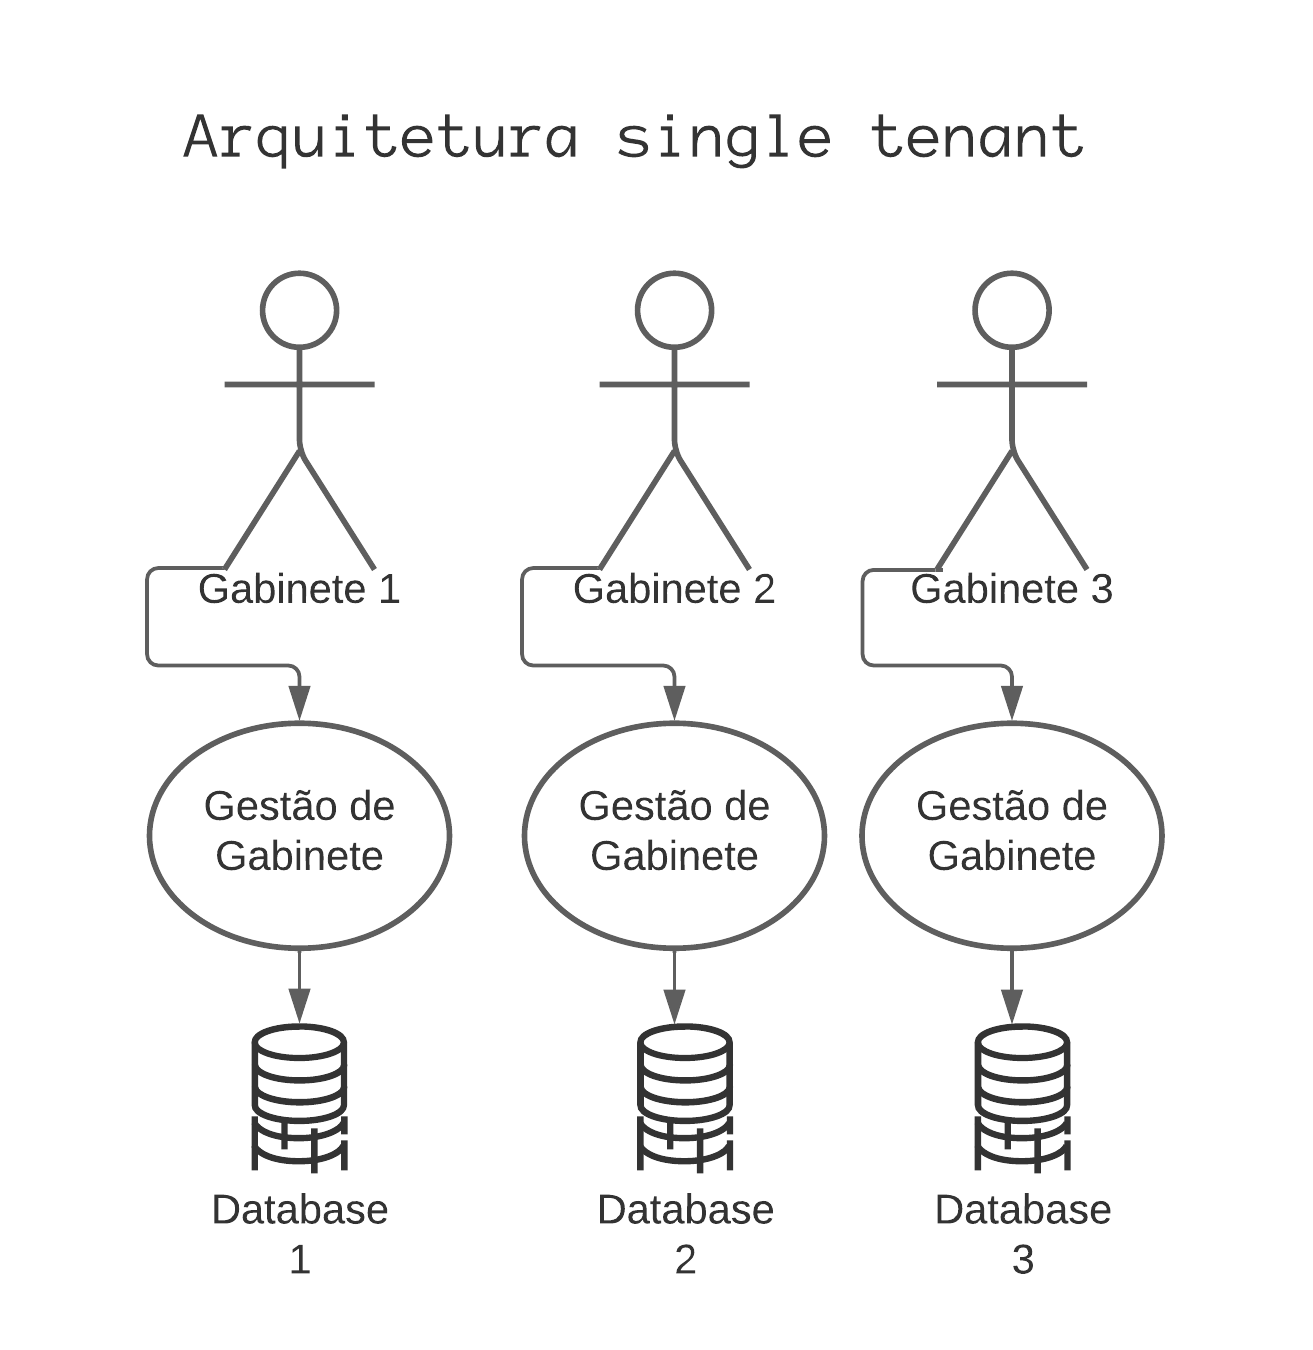 Arquitetura single tenant
Gabinete 1
Gabinete 2
Gabinete 3
Gestão de
Gabinete
Gestão de
Gabinete
Gestão de
Gabinete
Database
1
Database
2
Database
3